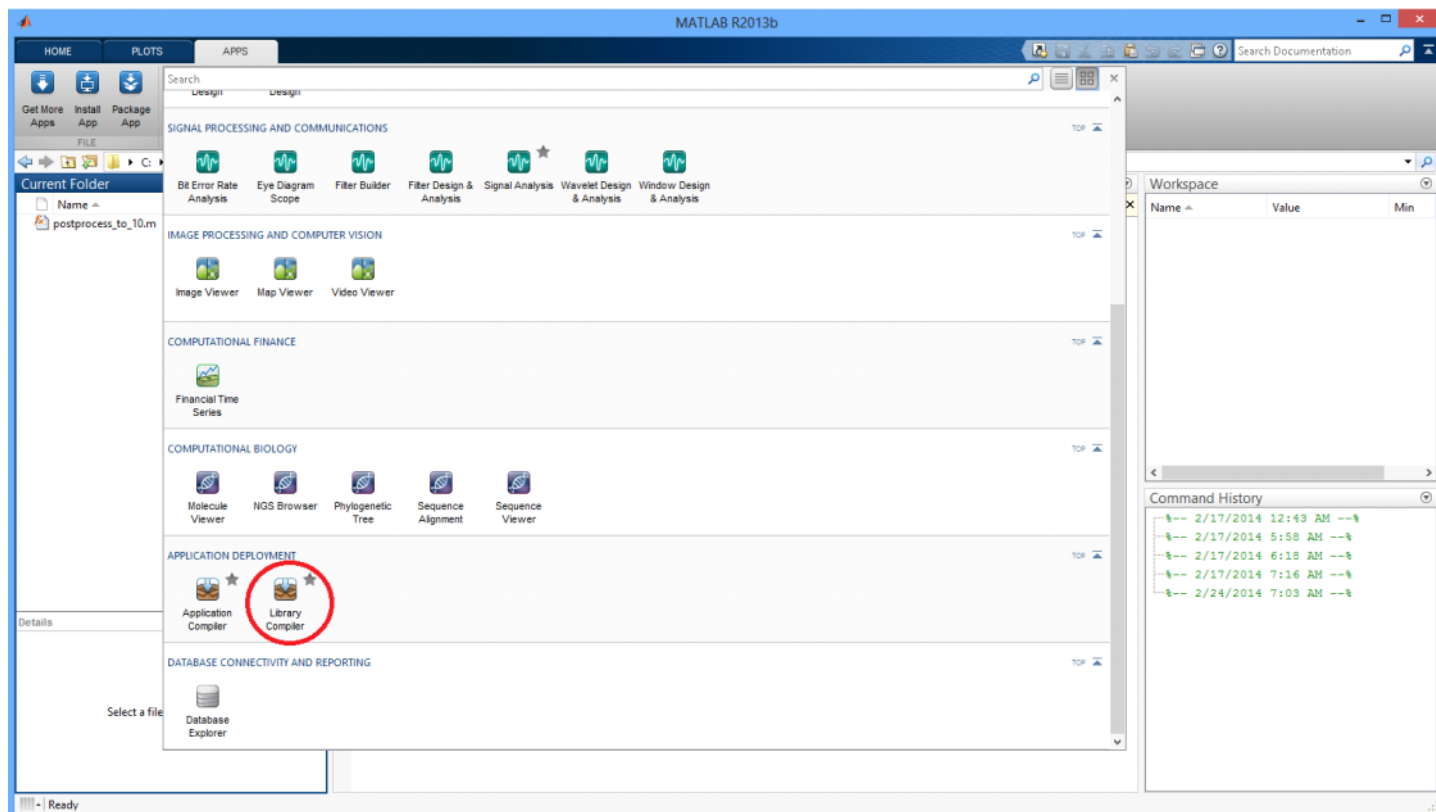 MATLAB R2013b
HOME PLOTS APPS
Search Documentation
Search
Get More Apps
Install App
Package App
FILE
Design Design
SIGNAL PROCESSING AND COMMUNICATIONS TOP
Bit Error Rate Analysis
Eye Diagram Scope
Filter Builder
Filter Design & Analysis
Signal Analysis
Wavelet Design & Analysis
Window Design & Analysis
IMAGE PROCESSING AND COMPUTER VISION TOP
Image Viewer
Map Viewer
Video Viewer
COMPUTATIONAL FINANCE TOP
Financial Time Series
COMPUTATIONAL BIOLOGY TOP
Molecule Viewer
NGS Browser
Phylogenetic Tree
Sequence Alignment
Sequence Viewer
APPLICATION DEPLOYMENT TOP
Application Compiler
Library Compiler
DATABASE CONNECTIVITY AND REPORTING TOP
Database Explorer
C:
Current Folder
Name
postprocess_to_10.m
Details
Select a file
Workspace
Name Value Min
Command History
%-- 2/17/2014 12:43 AM --%
%-- 2/17/2014 5:58 AM --%
%-- 2/17/2014 6:18 AM --%
%-- 2/17/2014 7:16 AM --%
%-- 2/24/2014 7:03 AM --%
Ready